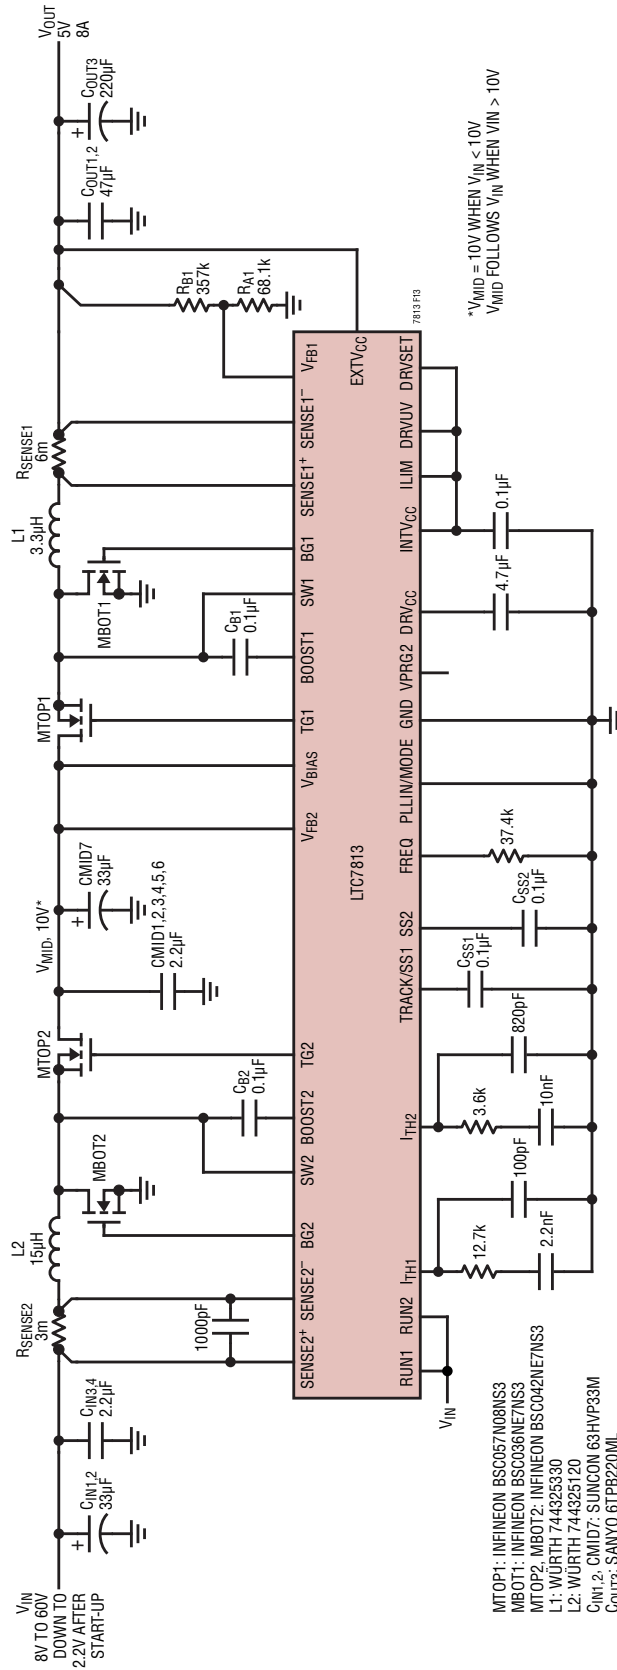 VIN
8V TO 60V
DOWN TO
2.2V AFTER
START-UP
CIN1,2
33µF
+
CIN3,4
2.2µF
RSENSE2
3m
L2
15µH
MBOT2
MTOP2
VMID, 10V*
CMID1,2,3,4,5,6
2.2µF
CMID7
33µF
+
MTOP1
MBOT1
L1
3.3µH
RSENSE1
6m
COUT1,2
47µF
COUT3
220µF
+
VOUT
5V
8A
1000pF
CB2
0.1µF
CB1
0.1µF
RB1
357k
RA1
68.1k
SENSE2+
SENSE2−
BG2
SW2
BOOST2
TG2
VFB2
VBIAS
TG1
BOOST1
SW1
BG1
SENSE1+
SENSE1−
VFB1
LTC7813
EXTVCC
RUN1
RUN2
ITH1
ITH2
TRACK/SS1
SS2
FREQ
PLLIN/MODE
GND
VPRG2
DRVCC
INTVCC
ILIM
DRVUV
DRVSET
7813 F13
VIN
12.7k
2.2nF
100pF
3.6k
10nF
820pF
CSS1
0.1µF
CSS2
0.1µF
37.4k
4.7µF
0.1µF
MTOP1: INFINEON BSC057N08NS3
MBOT1: INFINEON BSC036NE7NS3
MTOP2, MBOT2: INFINEON BSC042NE7NS3
L1: WÜRTH 744325330
L2: WÜRTH 744325120
CIN1,2, CMID7: SUNCON 63HVP33M
COUT3: SANYO 6TPB220ML
*VMID = 10V WHEN VIN < 10V
VMID FOLLOWS VIN WHEN VIN > 10V